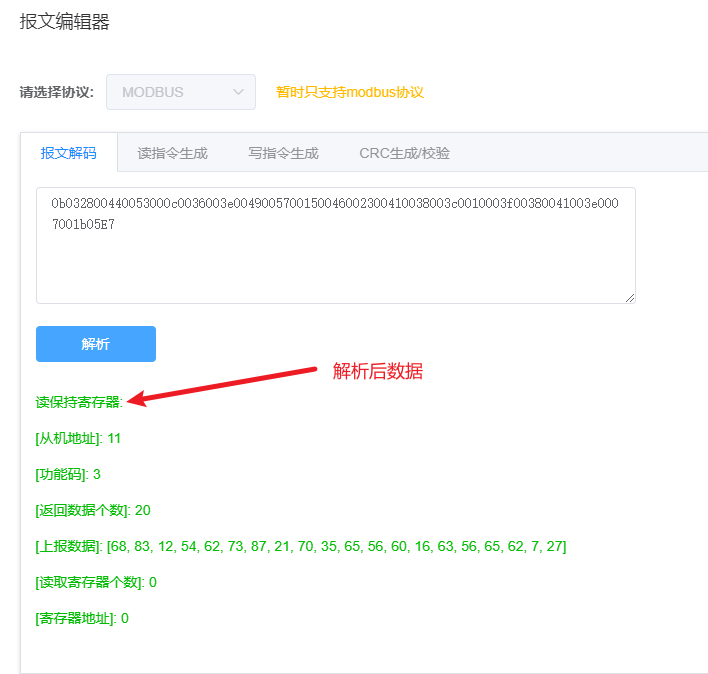 报文编辑器
请选择协议: MODBUS 暂时只支持modbus协议
报文解码 读指令生成 写指令生成 CRC生成/校验
0b032800440053000c0036003e00490057001500460023004100380​03c0010003f00380041003e000
7001b05E7
解析
解析后数据
读保持寄存器:
[从机地址]: 11
[功能码]: 3
[返回数据个数]: 20
[上报数据]: [68, 83, 12, 54, 62, 73, 87, 21, 70, 35, 65, 56, 60, 16, 63, 56, 65, 62, 7, 27]
[读取寄存器个数]: 0
[寄存器地址]: 0